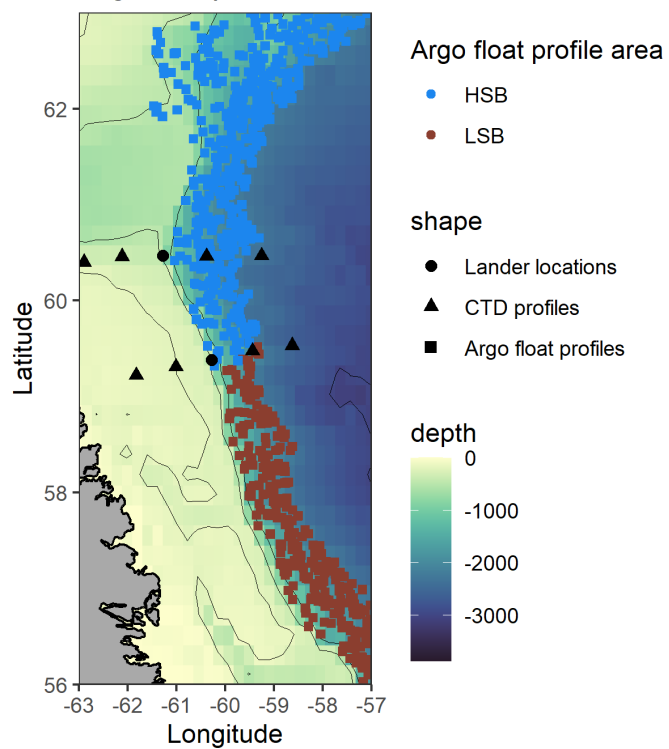 Argo float profile area
HSB
LSB
shape
Lander locations
CTD profiles
Argo float profiles
depth
0
-1000
-2000
-3000
Latitude
62
60
58
56
-63 -62 -61 -60 -59 -58 -57
Longitude